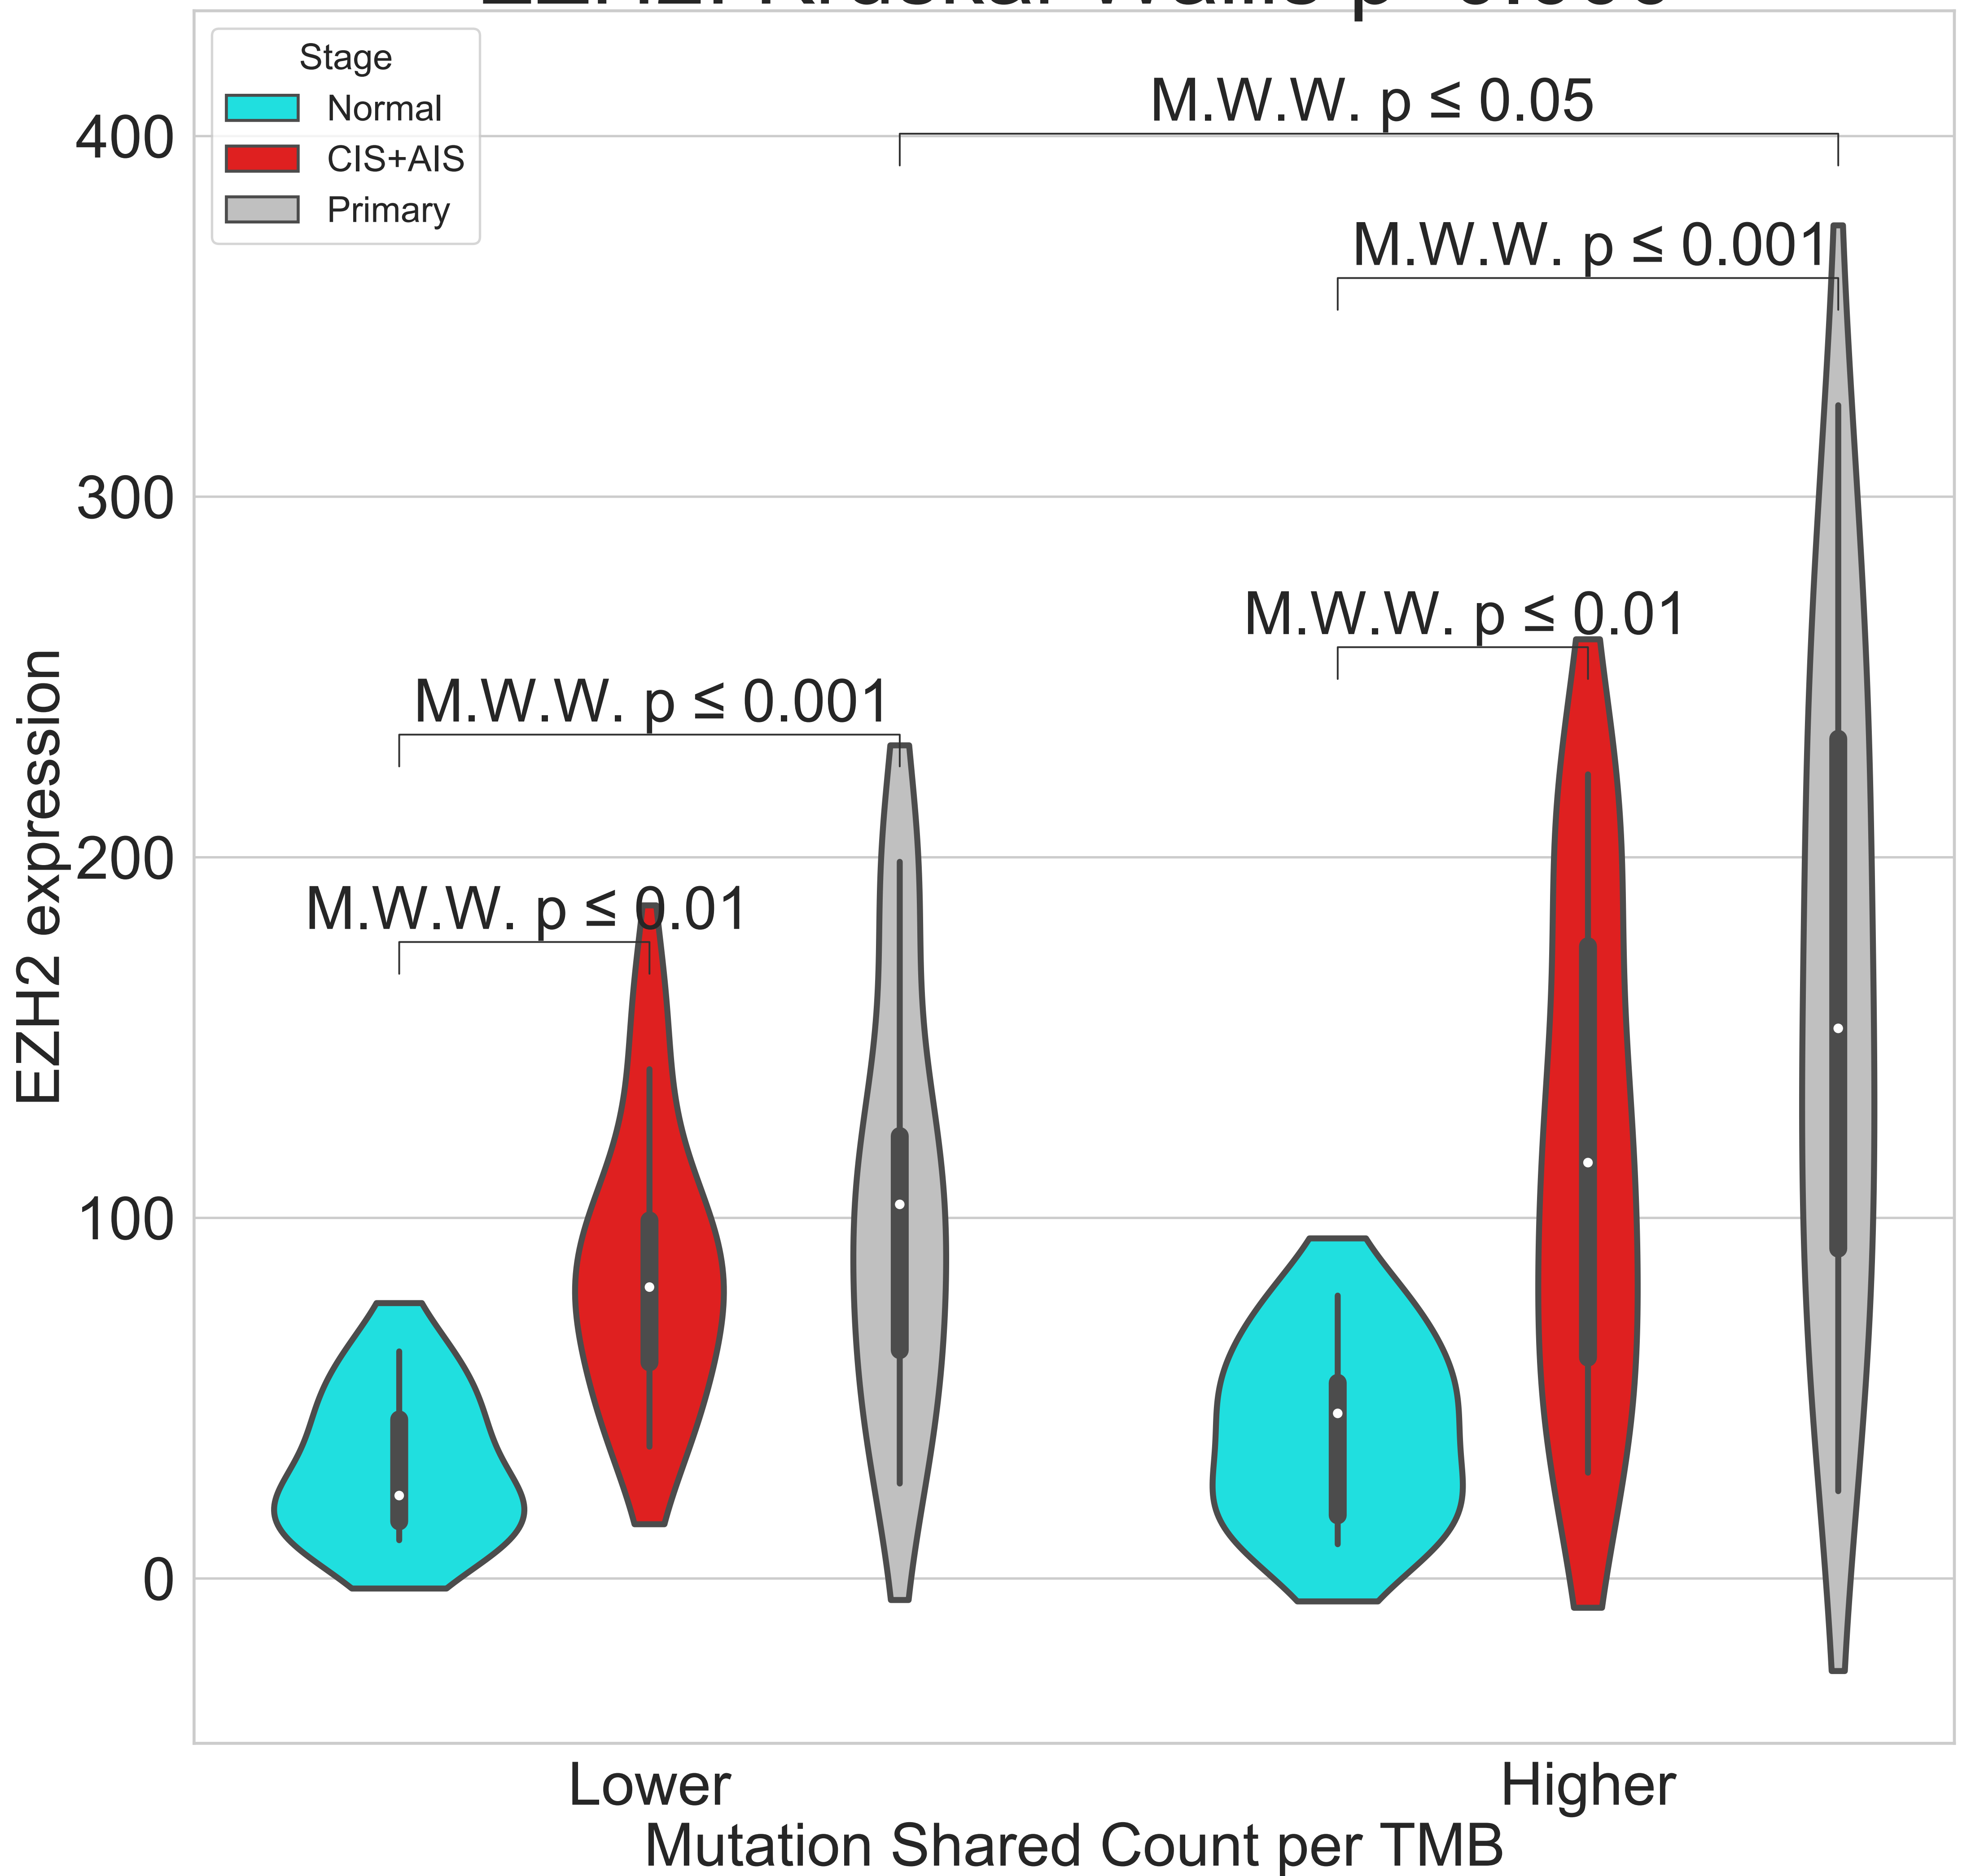 Stage
Normal
CIS+AIS
Primary
M.W.W. p ≤ 0.05
M.W.W. p ≤ 0.001
M.W.W. p ≤ 0.01
M.W.W. p ≤ 0.001
M.W.W. p ≤ 0.01
400
300
200
100
0
EZH2 expression
Lower
Higher
Mutation Shared Count per TMB